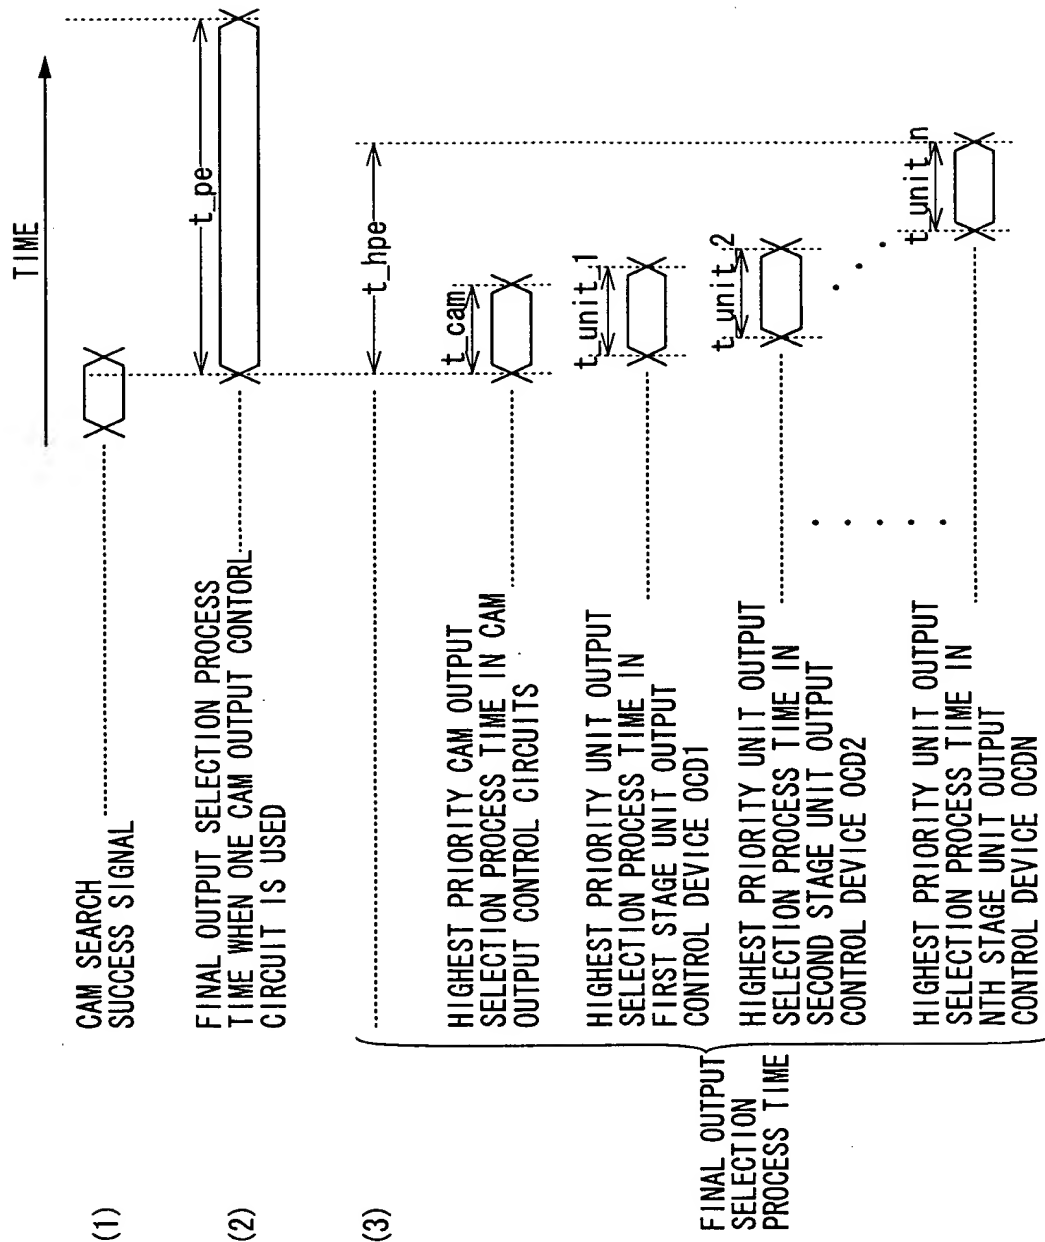 TIME
(1)
CAM SEARCH
SUCCESS SIGNAL
(2)
FINAL OUTPUT SELECTION PROCESS
TIME WHEN ONE CAM OUTPUT CONTORL
CIRCUIT IS USED
t_pe
(3)
t_hpe
FINAL OUTPUT
SELECTION
PROCESS TIME
HIGHEST PRIORITY CAM OUTPUT
SELECTION PROCESS TIME IN CAM
OUTPUT CONTROL CIRCUITS
t_cam
HIGHEST PRIORITY UNIT OUTPUT
SELECTION PROCESS TIME IN
FIRST STAGE UNIT OUTPUT
CONTROL DEVICE OCD1
t_unit_1
HIGHEST PRIORITY UNIT OUTPUT
SELECTION PROCESS TIME IN
SECOND STAGE UNIT OUTPUT
CONTROL DEVICE OCD2
t_unit_2
HIGHEST PRIORITY UNIT OUTPUT
SELECTION PROCESS TIME IN
NTH STAGE UNIT OUTPUT
CONTROL DEVICE OCDN
t_unit_n